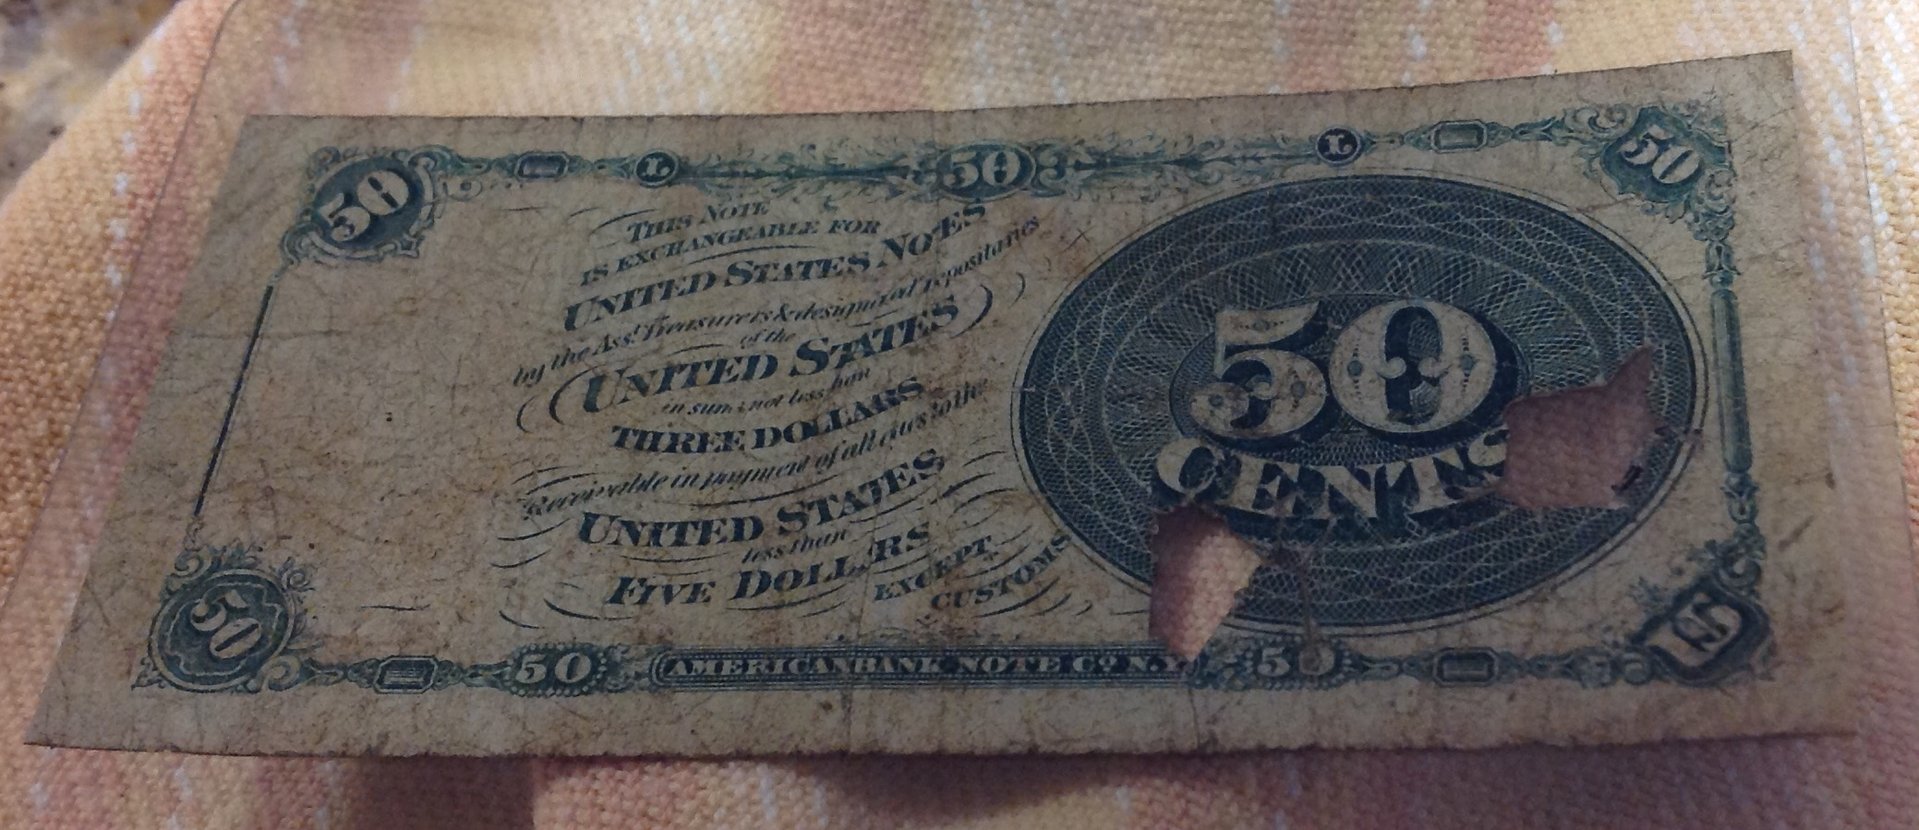 50 L 50 L 50
THIS NOTE
IS EXCHANGEABLE FOR
UNITED STATES NOTES
by the Asst. Treasurers & designated depositaries
of the
UNITED STATES
in sums not less than
THREE DOLLARS
Receivable in payment of all dues to the
UNITED STATES
less than
FIVE DOLLARS
EXCEPT
CUSTOMS
50
CENTS
50 50 AMERICAN BANK NOTE CO. N.Y. 50 50